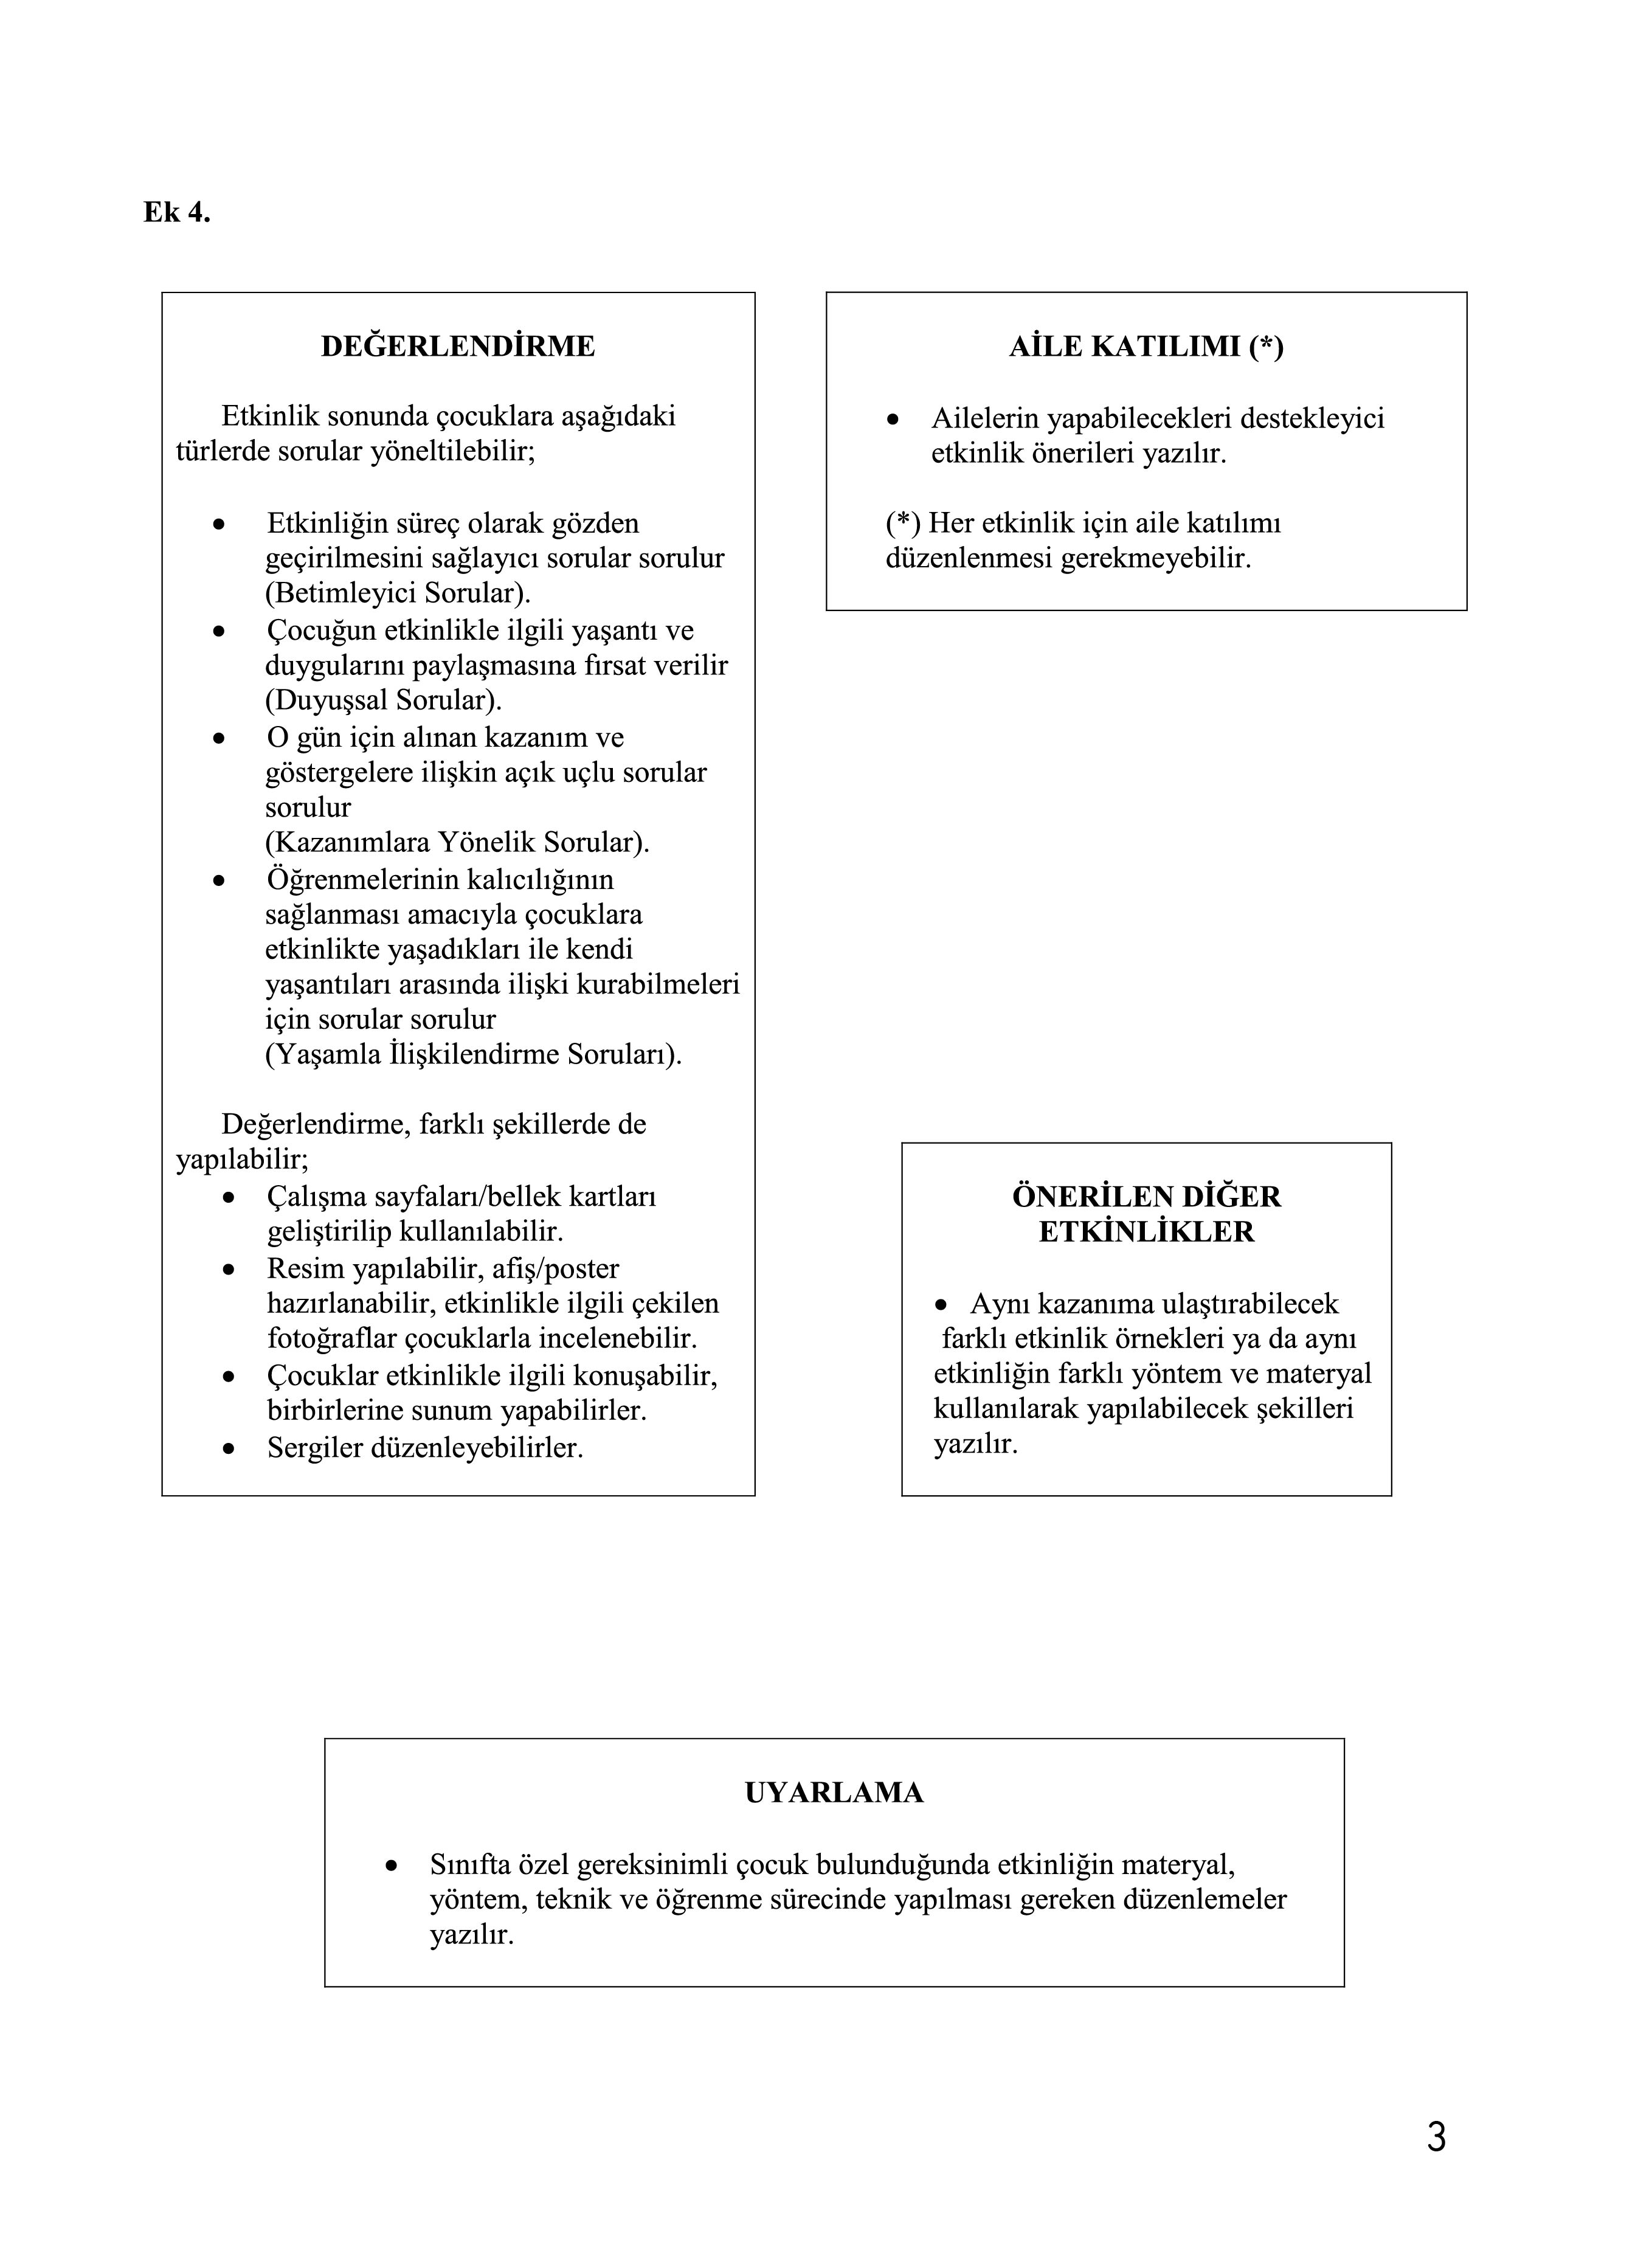 Ek 4.
DEĞERLENDİRME
Etkinlik sonunda çocuklara aşağıdaki
türlerde sorular yöneltilebilir;
• Etkinliğin süreç olarak gözden
geçirilmesini sağlayıcı sorular sorulur
(Betimleyici Sorular).
• Çocuğun etkinlikle ilgili yaşantı ve
duygularını paylaşmasına fırsat verilir
(Duyuşsal Sorular).
• O gün için alınan kazanım ve
göstergelere ilişkin açık uçlu sorular
sorulur
(Kazanımlara Yönelik Sorular).
• Öğrenmelerinin kalıcılığının
sağlanması amacıyla çocuklara
etkinlikte yaşadıkları ile kendi
yaşantıları arasında ilişki kurabilmeleri
için sorular sorulur
(Yaşamla İlişkilendirme Soruları).
Değerlendirme, farklı şekillerde de
yapılabilir;
• Çalışma sayfaları/bellek kartları
geliştirilip kullanılabilir.
• Resim yapılabilir, afiş/poster
hazırlanabilir, etkinlikle ilgili çekilen
fotoğraflar çocuklarla incelenebilir.
• Çocuklar etkinlikle ilgili konuşabilir,
birbirlerine sunum yapabilirler.
• Sergiler düzenleyebilirler.
AİLE KATILIMI (*)
• Ailelerin yapabilecekleri destekleyici
etkinlik önerileri yazılır.
(*) Her etkinlik için aile katılımı
düzenlenmesi gerekmeyebilir.
ÖNERİLEN DİĞER
ETKİNLİKLER
• Aynı kazanıma ulaştırabilecek
farklı etkinlik örnekleri ya da aynı
etkinliğin farklı yöntem ve materyal
kullanılarak yapılabilecek şekilleri
yazılır.
UYARLAMA
• Sınıfta özel gereksinimli çocuk bulunduğunda etkinliğin materyal,
yöntem, teknik ve öğrenme sürecinde yapılması gereken düzenlemeler
yazılır.
3